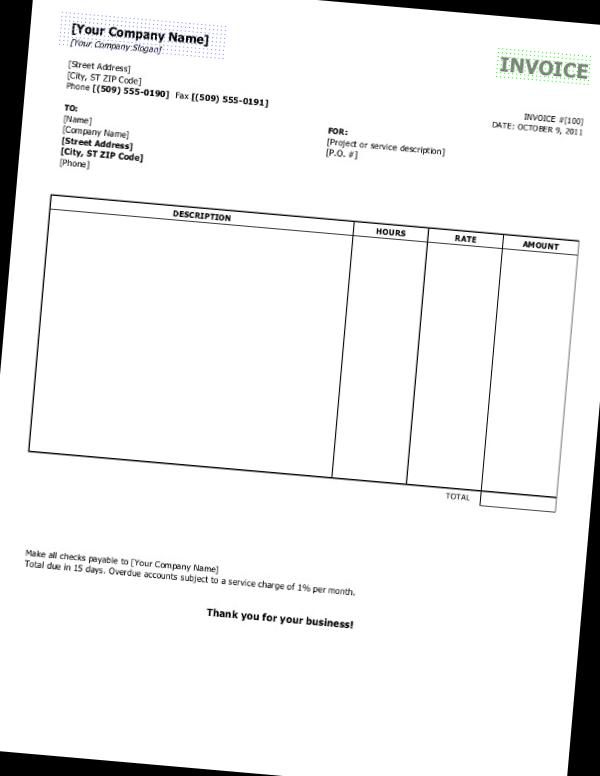 [Your Company Name]
[Your Company Slogan]
INVOICE
[Street Address]
[City, ST ZIP Code]
Phone [(509) 555-0190] Fax [(509) 555-0191]
INVOICE #[100]
DATE: OCTOBER 9, 2011
TO:
[Name]
[Company Name]
[Street Address]
[City, ST ZIP Code]
[Phone]
FOR:
[Project or service description]
[P.O. #]
DESCRIPTION HOURS RATE AMOUNT
TOTAL
Make all checks payable to [Your Company Name]
Total due in 15 days. Overdue accounts subject to a service charge of 1% per month.
Thank you for your business!